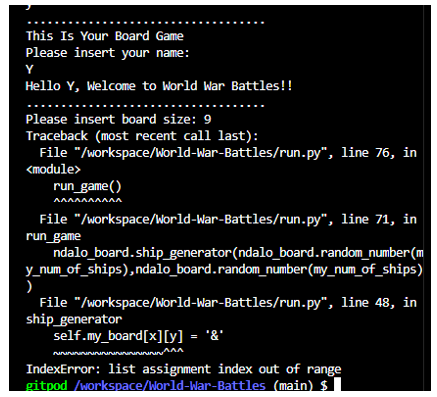 y
..................................
This Is Your Board Game
Please insert your name:
Y
Hello Y, Welcome to World War Battles!!
..................................
Please insert board size: 9
Traceback (most recent call last):
  File "/workspace/World-War-Battles/run.py", line 76, in
<module>
    run_game()
    ^^^^^^^^^^
  File "/workspace/World-War-Battles/run.py", line 71, in
run_game
    ndalo_board.ship_generator(ndalo_board.random_number(m
y_num_of_ships),ndalo_board.random_number(my_num_of_ships)
)
  File "/workspace/World-War-Battles/run.py", line 48, in
ship_generator
    self.my_board[x][y] = '&'
    ~~~~~~~~~~~~~~~~^^^
IndexError: list assignment index out of range
gitpod /workspace/World-War-Battles (main) $